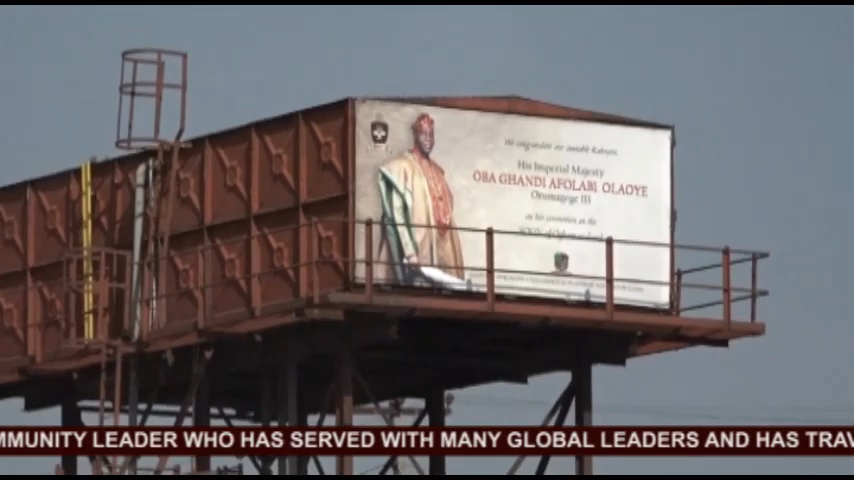 We congratulate our amiable Kabiyesi,
His Imperial Majesty
OBA GHANDI AFOLABI OLAOYE
Orumogege III
on his coronation as the
MMUNITY LEADER WHO HAS SERVED WITH MANY GLOBAL LEADERS AND HAS TRAV